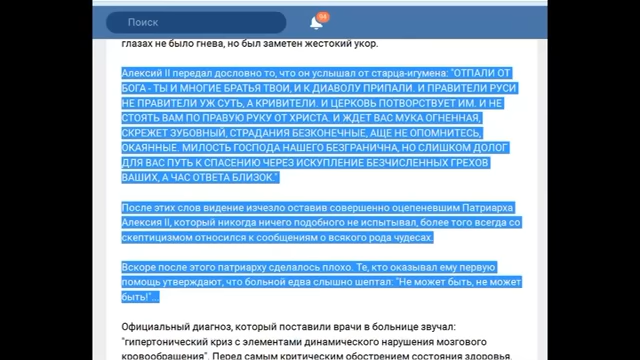 Поиск
84
глазах не было гнева, но был заметен жестокий укор.
Алексий II передал дословно то, что он услышал от старца-игумена: "ОТПАЛИ ОТ
БОГА - ТЫ И МНОГИЕ БРАТЬЯ ТВОИ, И К ДИАВОЛУ ПРИПАЛИ. И ПРАВИТЕЛИ РУСИ
НЕ ПРАВИТЕЛИ УЖ СУТЬ, А КРИВИТЕЛИ. И ЦЕРКОВЬ ПОТВОРСТВУЕТ ИМ. И НЕ
СТОЯТЬ ВАМ ПО ПРАВУЮ РУКУ ОТ ХРИСТА. И ЖДЕТ ВАС МУКА ОГНЕННАЯ,
СКРЕЖЕТ ЗУБОВНЫЙ, СТРАДАНИЯ БЕЗКОНЕЧНЫЕ, АЩЕ НЕ ОПОМНИТЕСЬ,
ОКАЯННЫЕ. МИЛОСТЬ ГОСПОДА НАШЕГО БЕЗГРАНИЧНА, НО СЛИШКОМ ДОЛОГ
ДЛЯ ВАС ПУТЬ К СПАСЕНИЮ ЧЕРЕЗ ИСКУПЛЕНИЕ БЕЗЧИСЛЕННЫХ ГРЕХОВ
ВАШИХ, А ЧАС ОТВЕТА БЛИЗОК."
После этих слов видение изчезло оставив совершенно оцепеневшим Патриарха
Алексия II, который никогда ничего подобного не испытывал, более того всегда со
скептицизмом относился к сообщениям о всякого рода чудесах.
Вскоре после этого патриарху сделалось плохо. Те, кто оказывал ему первую
помощь утверждают, что больной едва слышно шептал: "Не может быть, не может
быть!"...
Официальный диагноз, который поставили врачи в больнице звучал:
"гипертонический криз с элементами динамического нарушения мозгового
кровообращения". Перед самым критическим обострением состояния здоровья,